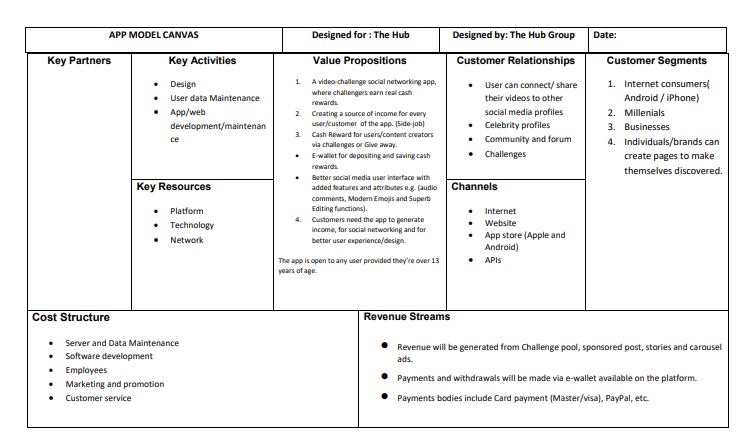 APP MODEL CANVAS
Designed for : The Hub
Designed by: The Hub Group
Date:
Key Partners
Key Activities
• Design
• User data Maintenance
• App/web
development/maintenan
ce
Key Resources
• Platform
• Technology
• Network
Value Propositions
1. A video-challenge social networking app,
where challengers earn real cash
rewards.
2. Creating a source of income for every
user/customer of the app. (Side-job)
3. Cash Reward for users/content creators
via challenges or Give away.
• E-wallet for depositing and saving cash
rewards.
• Better social media user interface with
added features and attributes e.g. (audio
comments, Modern Emojis and Superb
Editing functions).
4. Customers need the app to generate
income, for social networking and for
better user experience/design.
The app is open to any user provided they're over 13
years of age.
Customer Relationships
• User can connect/ share
their videos to other
social media profiles
• Celebrity profiles
• Community and forum
• Challenges
Channels
• Internet
• Website
• App store (Apple and
Android)
• APIs
Customer Segments
1. Internet consumers(
Android / iPhone)
2. Millenials
3. Businesses
4. Individuals/brands can
create pages to make
themselves discovered.
Cost Structure
• Server and Data Maintenance
• Software development
• Employees
• Marketing and promotion
• Customer service
Revenue Streams
• Revenue will be generated from Challenge pool, sponsored post, stories and carousel
ads.
• Payments and withdrawals will be made via e-wallet available on the platform.
• Payments bodies include Card payment (Master/visa), PayPal, etc.